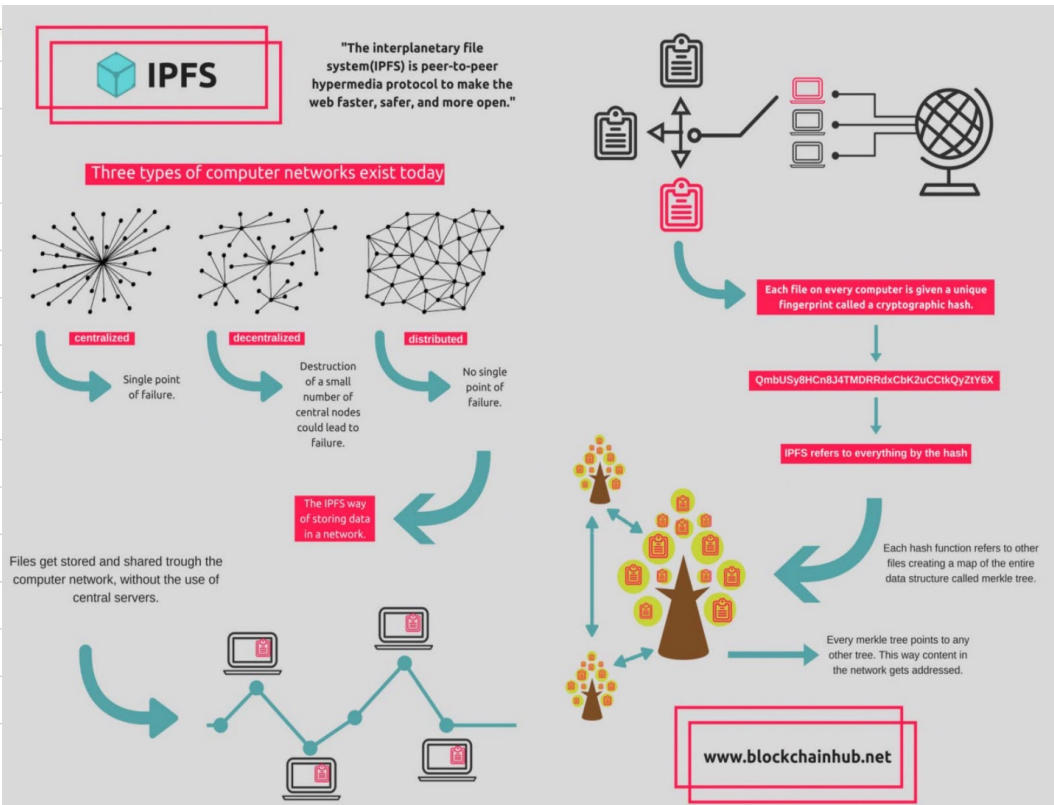 IPFS
"The interplanetary file
system(IPFS) is peer-to-peer
hypermedia protocol to make the
web faster, safer, and more open."
Three types of computer networks exist today
centralized
decentralized
distributed
Single point
of failure.
Destruction
of a small
number of
central nodes
could lead to
failure.
No single
point of
failure.
The IPFS way
of storing data
in a network.
Files get stored and shared trough the
computer network, without the use of
central servers.
Each file on every computer is given a unique
fingerprint called a cryptographic hash.
QmbUSy8HCn8J4TMDRRdxCbK2uCCtkQyZtY6X
IPFS refers to everything by the hash
Each hash function refers to other
files creating a map of the entire
data structure called merkle tree.
Every merkle tree points to any
other tree. This way content in
the network gets addressed.
www.blockchainhub.net